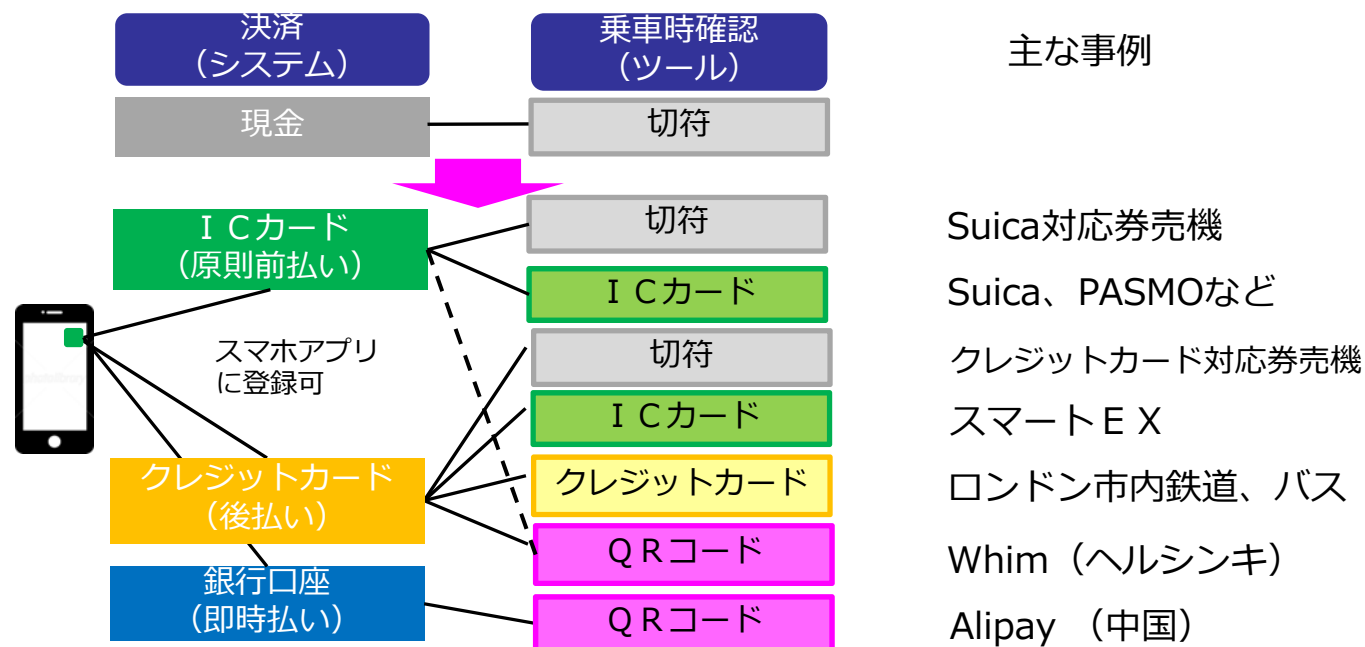 決済
（システム）
乗車時確認
（ツール）
主な事例
現金
切符
ＩＣカード
（原則前払い）
切符
Suica対応券売機
ＩＣカード
Suica、PASMOなど
スマホアプリ
に登録可
切符
クレジットカード対応券売機
ＩＣカード
スマートＥＸ
クレジットカード
（後払い）
クレジットカード
ロンドン市内鉄道、バス
ＱＲコード
Whim（ヘルシンキ）
銀行口座
（即時払い）
ＱＲコード
Alipay （中国）